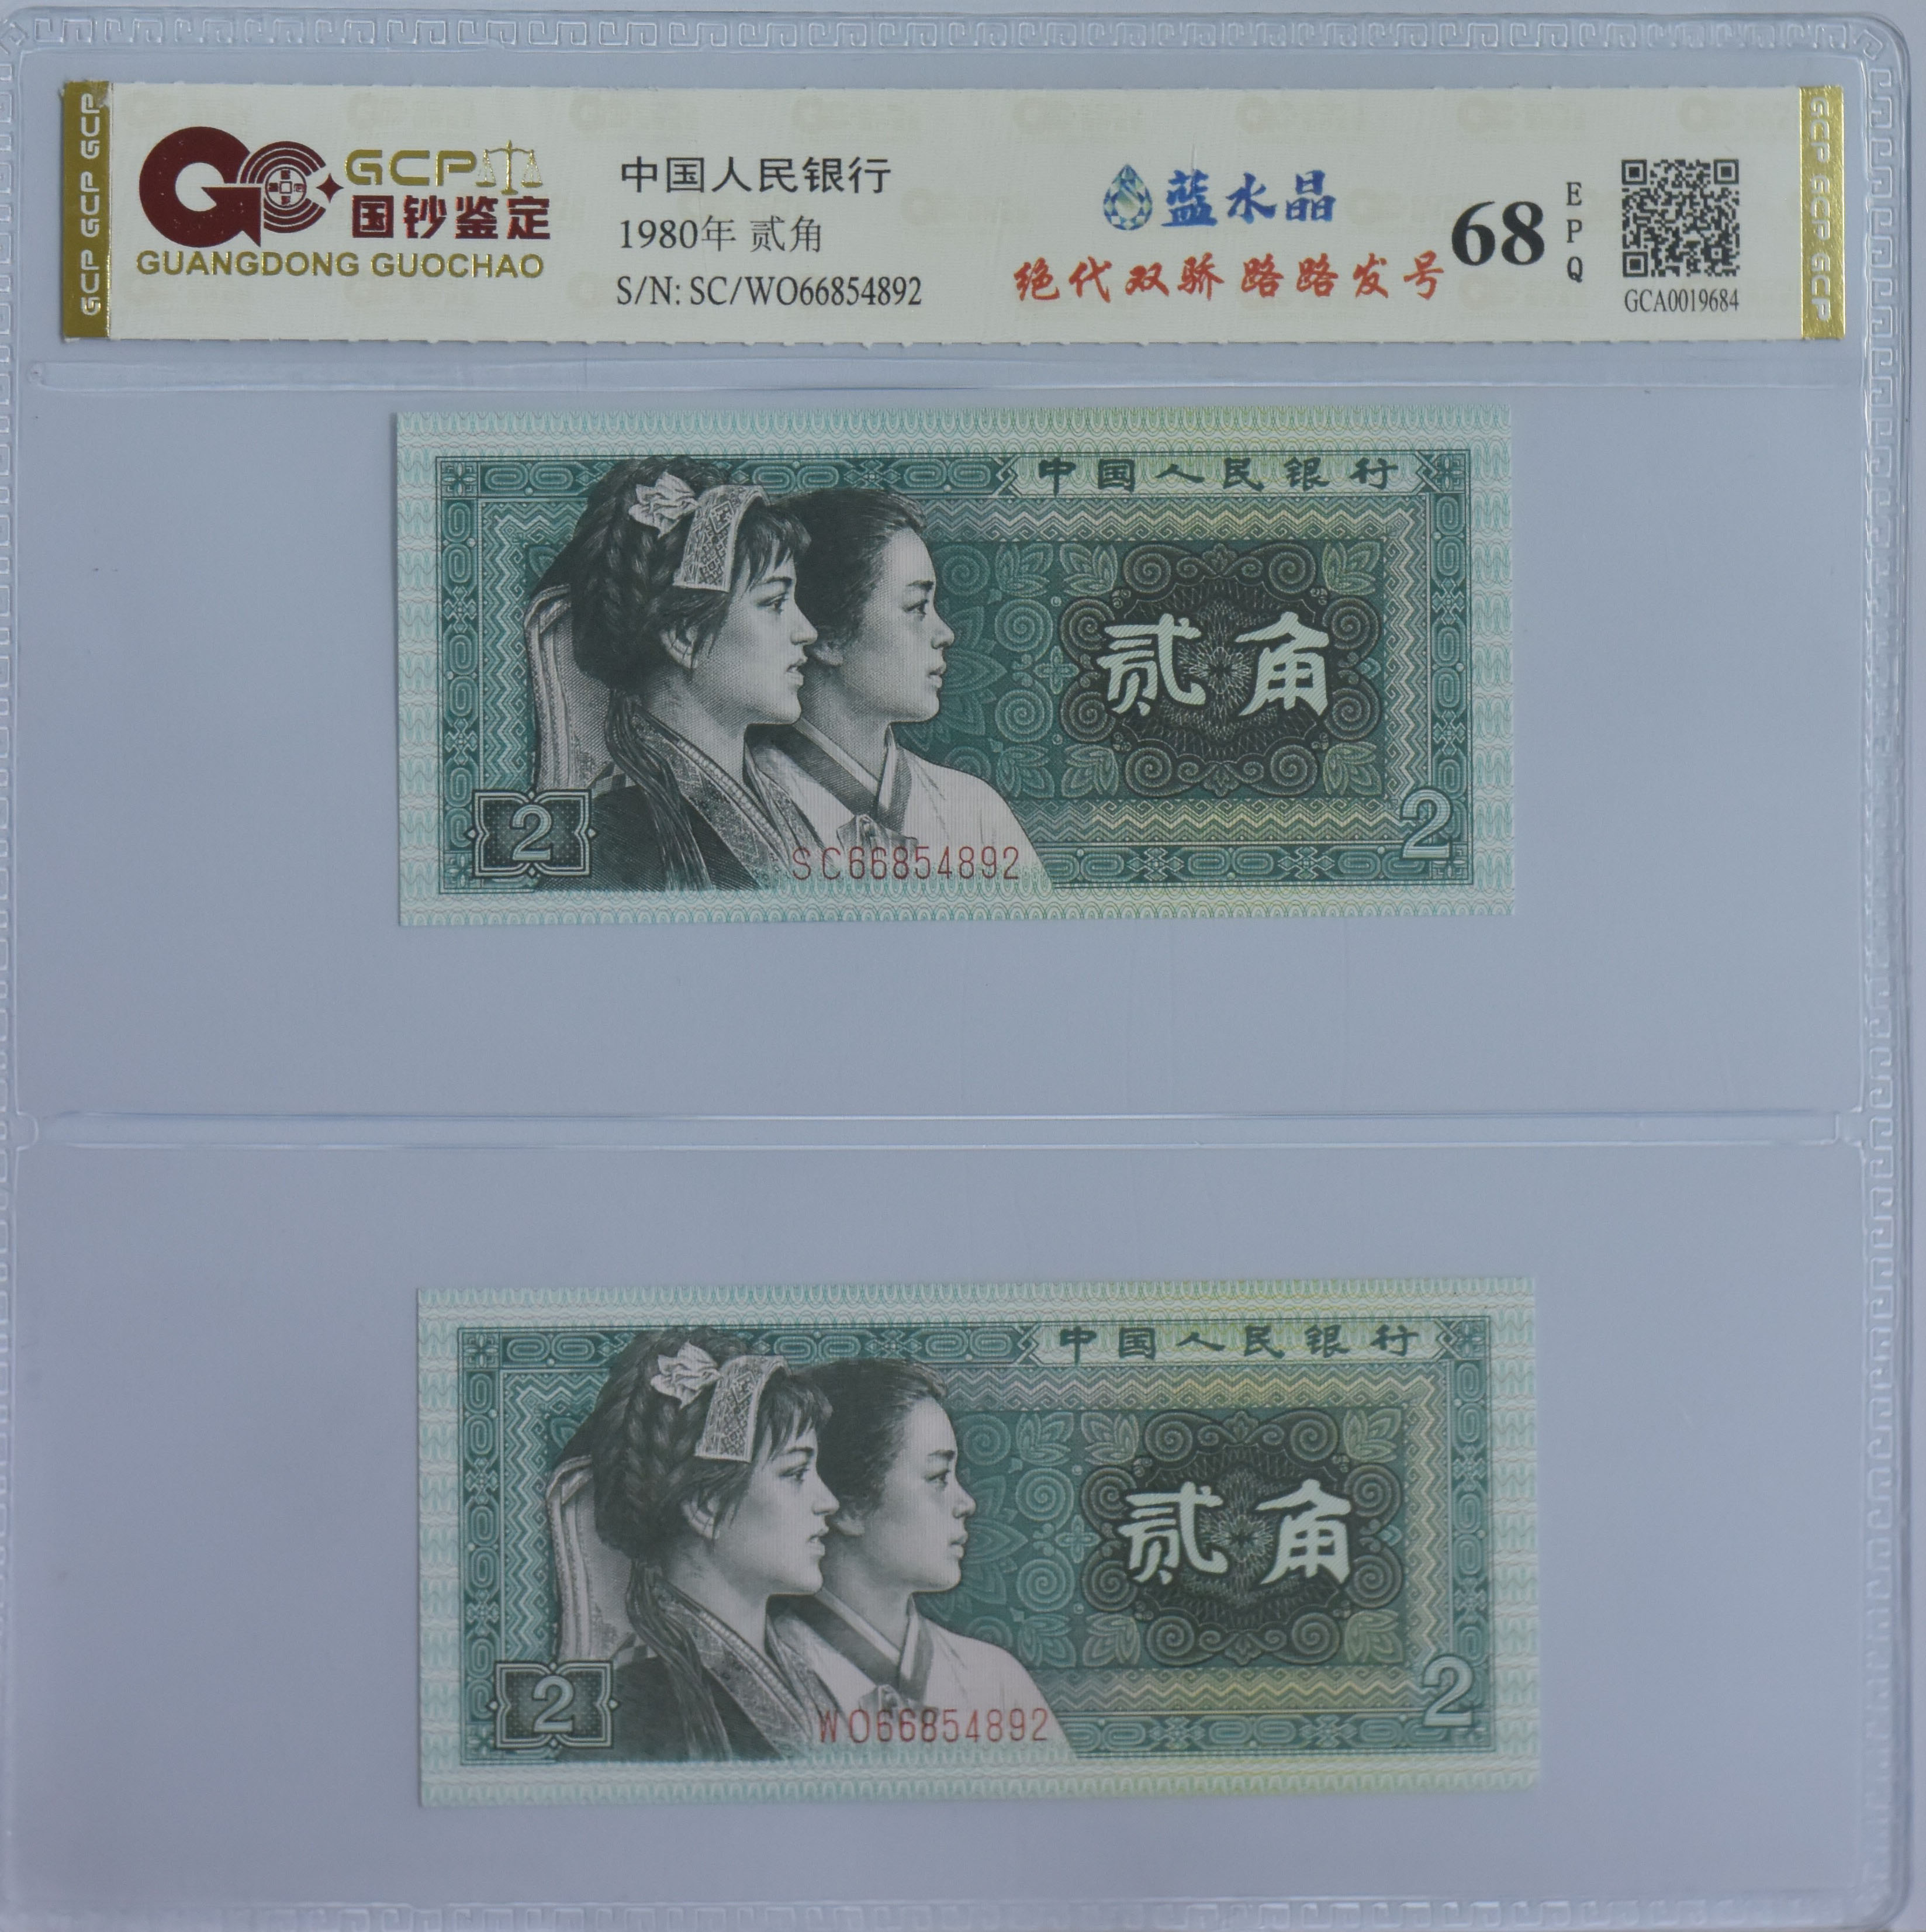 GCP GCP GCP
GCP
国钞鉴定
GUANGDONG GUOCHAO
中国人民银行
1980年 贰角
S/N: SC/WO66854892
蓝水晶
绝代双骄 路路发号
68
EPQ
GCA0019684
GCP GCP GCP
中国人民银行
贰角
2
2
SC66854892
中国人民银行
贰角
2
2
WO66854892